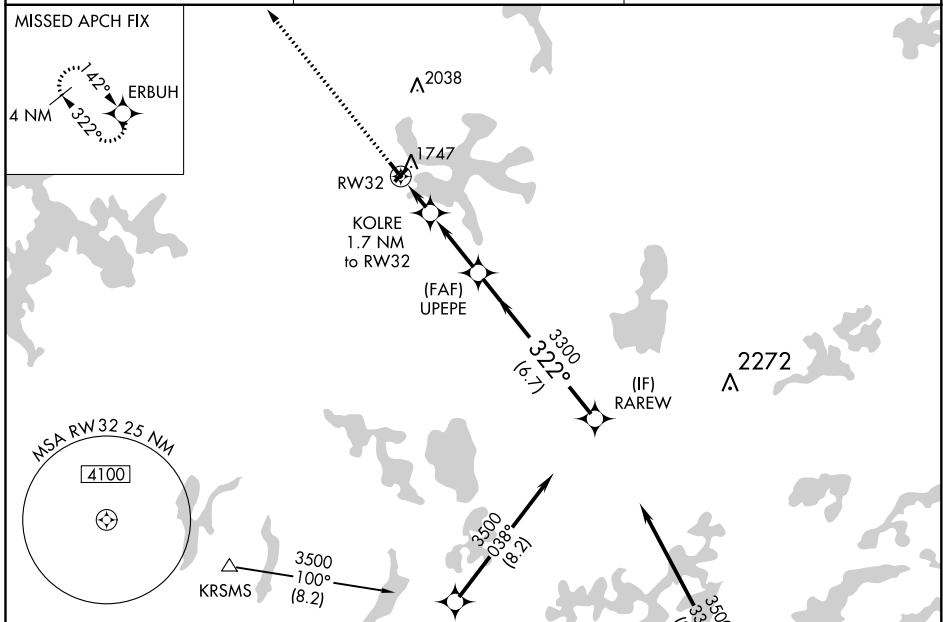 MISSED APCH FIX
142°
ERBUH
4 NM
322°
2038
1747
RW32
KOLRE
1.7 NM
to RW32
(FAF)
UPEPE
3300
322°
(6.7)
(IF)
RAREW
2272
MSA RW32 25 NM
4100
3500
038°
(8.2)
3500
100°
(8.2)
KRSMS